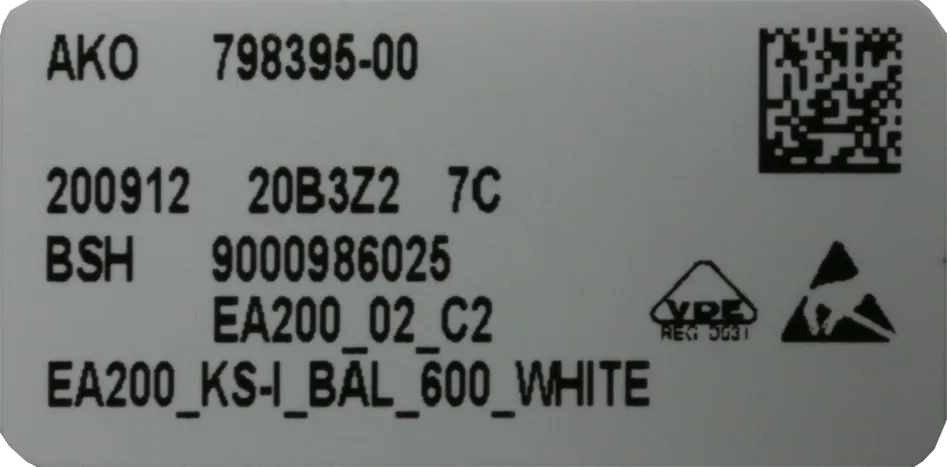 AKO 798395-00
200912 20B3Z2 7C
BSH 9000986025
EA200_02_C2
VDE
EA200_KS-I_BAL_600_WHITE